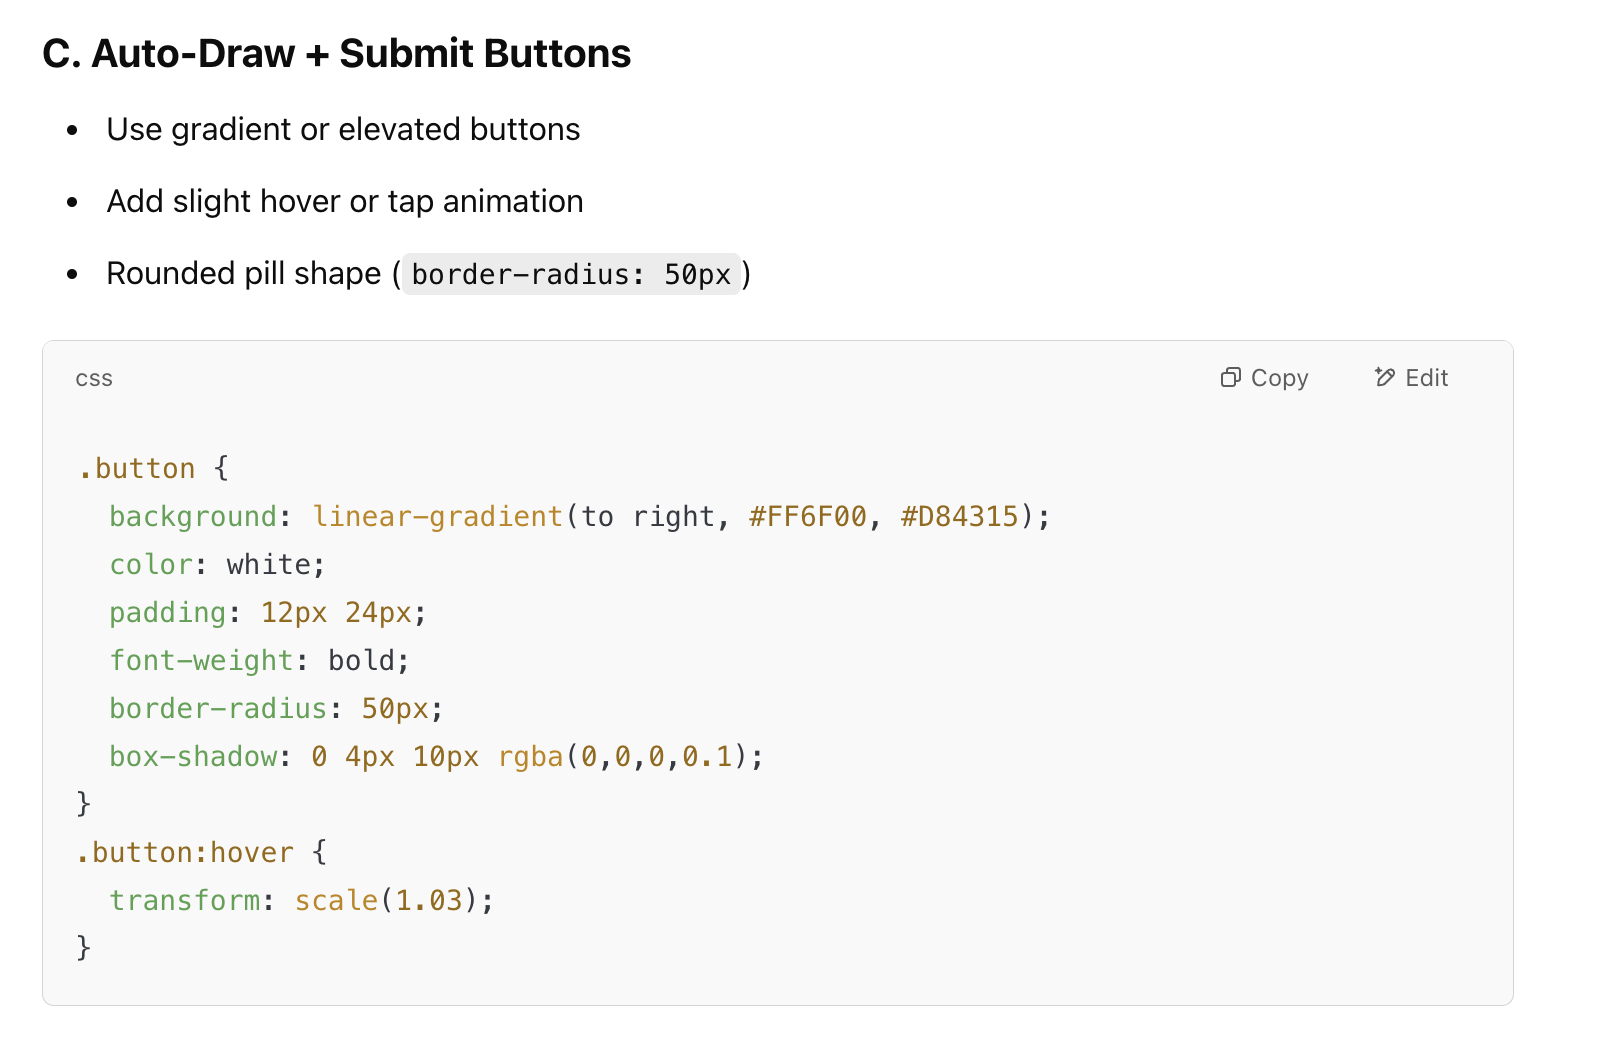 C. Auto-Draw + Submit Buttons
• Use gradient or elevated buttons
• Add slight hover or tap animation
• Rounded pill shape (border-radius: 50px)
css
Copy
Edit
.button {
  background: linear-gradient(to right, #FF6F00, #D84315);
  color: white;
  padding: 12px 24px;
  font-weight: bold;
  border-radius: 50px;
  box-shadow: 0 4px 10px rgba(0,0,0,0.1);
}
.button:hover {
  transform: scale(1.03);
}